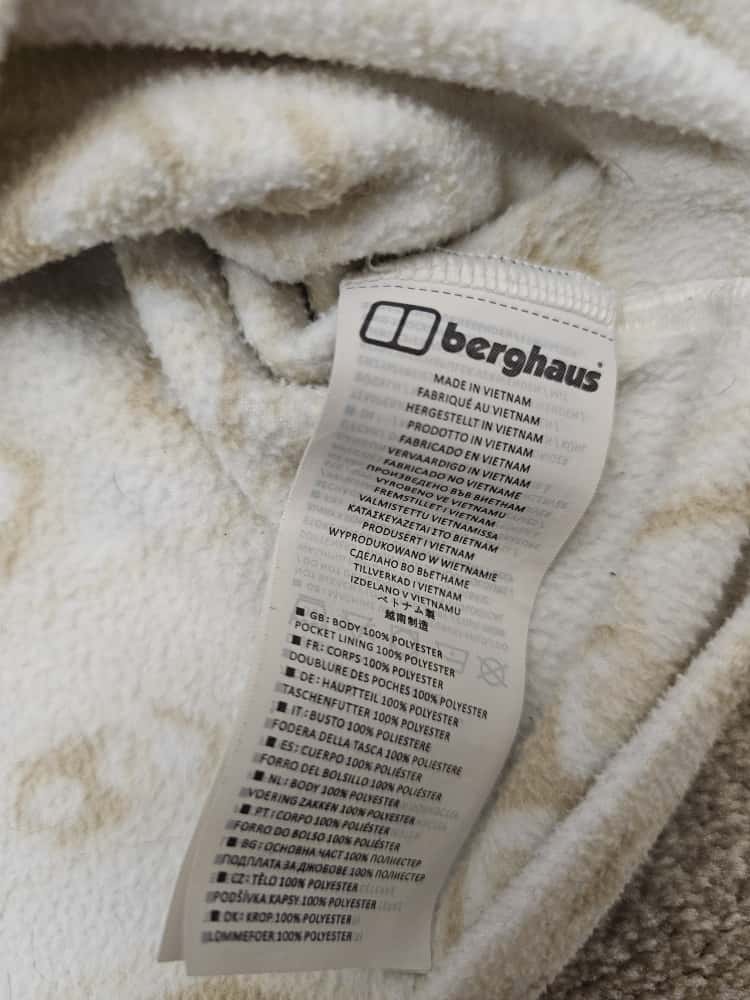 berghaus
MADE IN VIETNAM
FABRIQUÉ AU VIETNAM
HERGESTELLT IN VIETNAM
PRODOTTO IN VIETNAM
FABRICADO EN VIETNAM
VERVAARDIGD IN VIETNAM
FABRICADO NO VIETNAME
ПРОИЗВЕДЕНО ВЪВ ВИЕТНАМ
VYROBENO VE VIETNAMU
FREMSTILLET I VIETNAM
VALMISTETTU VIETNAMISSA
ΚΑΤΑΣΚΕΥΑΖΕΤΑΙ ΣΤΟ ΒΙΕΤΝΑΜ
PRODUSERT I VIETNAM
WYPRODUKOWANO W WIETNAMIE
СДЕЛАНО ВО ВЬЕТНАМЕ
TILLVERKAD I VIETNAM
IZDELANO V VIETNAMU
ベトナム製
越南制造
GB: BODY 100% POLYESTER
POCKET LINING 100% POLYESTER
FR: CORPS 100% POLYESTER
DOUBLURE DES POCHES 100% POLYESTER
DE: HAUPTTEIL 100% POLYESTER
TASCHENFUTTER 100% POLYESTER
IT: BUSTO 100% POLIESTERE
FODERA DELLA TASCA 100% POLIESTERE
ES: CUERPO 100% POLIÉSTER
FORRO DEL BOLSILLO 100% POLIÉSTER
NL: BODY 100% POLYESTER
VOERING ZAKKEN 100% POLYESTER
PT: CORPO 100% POLIÉSTER
FORRO DO BOLSO 100% POLIÉSTER
BG: ОСНОВНА ЧАСТ 100% ПОЛИЕСТЕР
ПОДПЛАТА ЗА ДЖОБОВЕ 100% ПОЛИЕСТЕР
CZ: TĚLO 100% POLYESTER
PODŠÍVKA KAPSY 100% POLYESTER
DK: KROP 100% POLYESTER
LOMMEFOER 100% POLYESTER